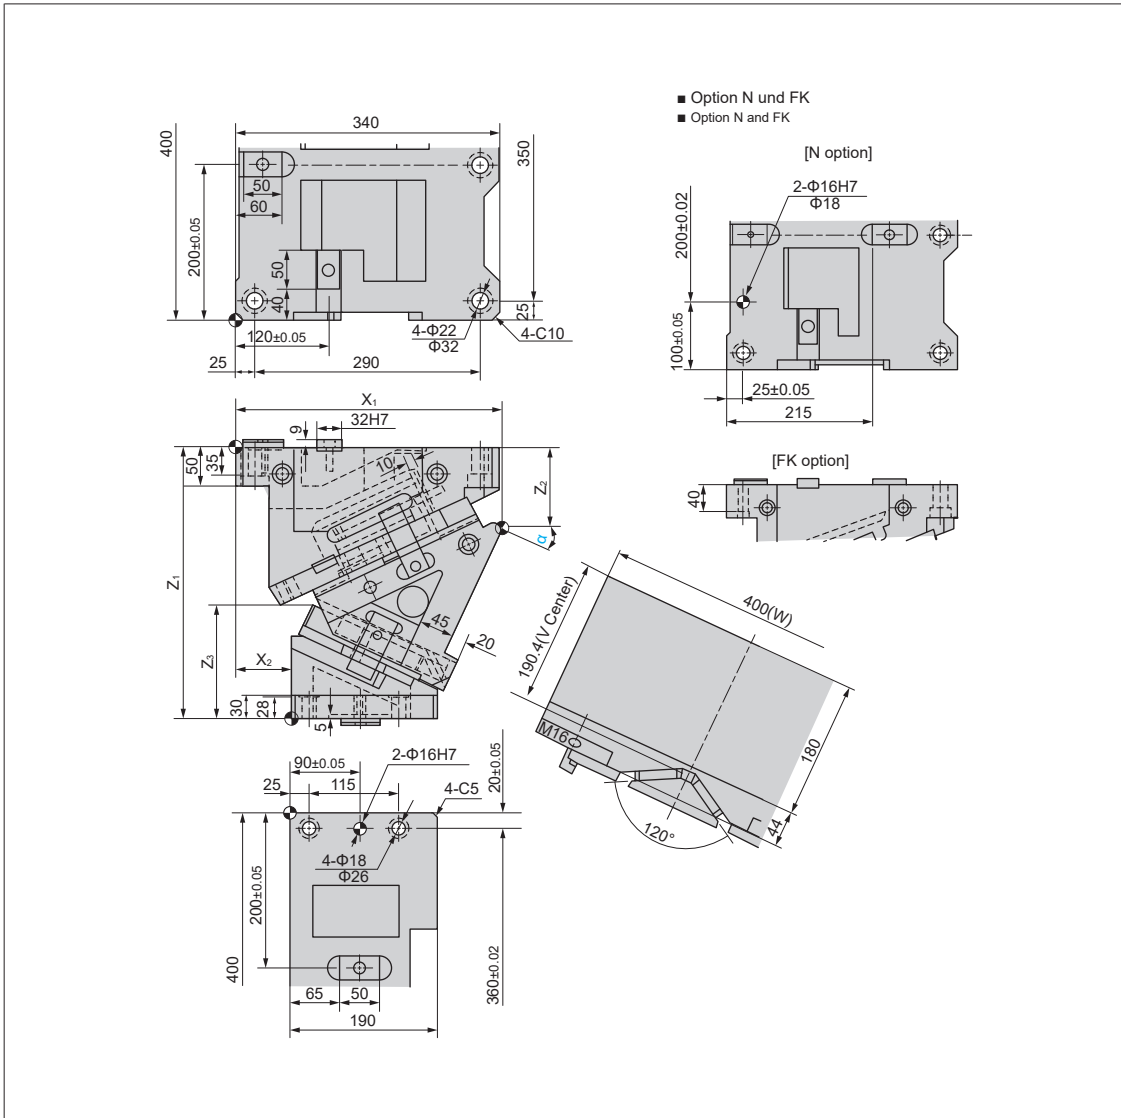 ■ Option N und FK
■ Option N and FK
[N option]
340
400
200±0.05
50
60
50
40
350
25
4-Φ22
Φ32
4-C10
120±0.05
25
290
2-Φ16H7
Φ18
200±0.02
100±0.05
25±0.05
215
X₁
32H7
9
50
35
10
Z₂
α
Z₁
Z₃
X₂
45
20
30
28
5
[FK option]
40
400(W)
190.4(V Center)
M16
180
44
120°
2-Φ16H7
90±0.05
25
115
4-C5
20±0.05
4-Φ18
Φ26
200±0.05
400
360±0.02
65
50
190